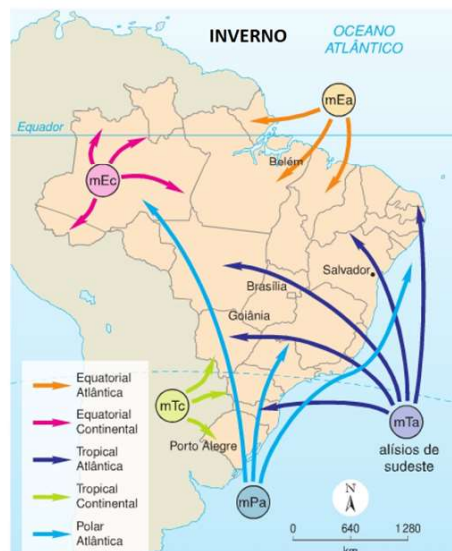 INVERNO
OCEANO
ATLÂNTICO
mEa
Equador
Belém
mEc
Salvador
Brasília
Goiânia
mTc
Porto Alegre
mTa
alísios de
sudeste
mPa
Equatorial
Atlântica
Equatorial
Continental
Tropical
Atlântica
Tropical
Continental
Polar
Atlântica
N
0 640 1 280
km